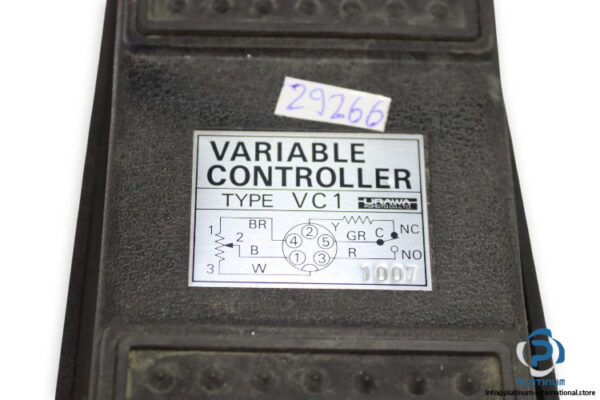 29266
VARIABLE
CONTROLLER
TYPE VC1 URAWA
BR 2 Y NC
1 2 4 5 GR C
B 1 3 R NO
3 W 1007
PLATINUM
info@platinum-international.store